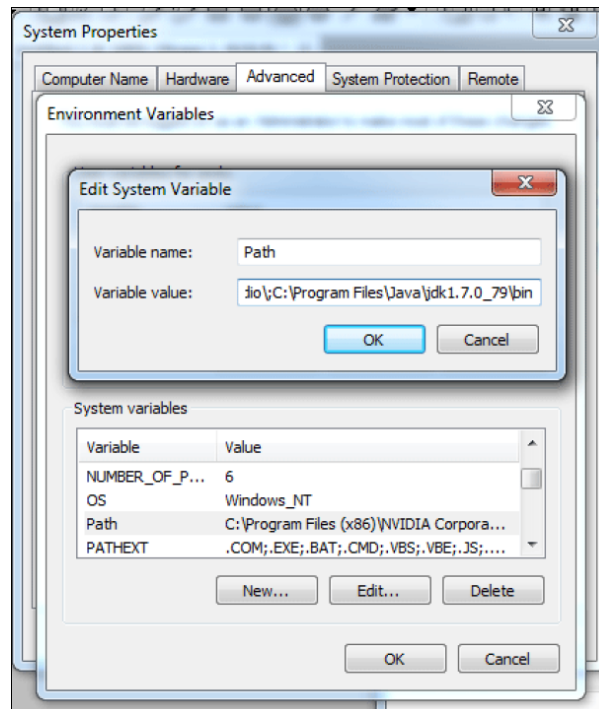 System Properties
Computer Name Hardware Advanced System Protection Remote
Environment Variables
Edit System Variable
Variable name: Path
Variable value: dio\;C:\Program Files\Java\jdk1.7.0_79\bin
OK Cancel
System variables
Variable Value
NUMBER_OF_P... 6
OS Windows_NT
Path C:\Program Files (x86)\NVIDIA Corpora...
PATHEXT .COM;.EXE;.BAT;.CMD;.VBS;.VBE;.JS;....
New... Edit... Delete
OK Cancel